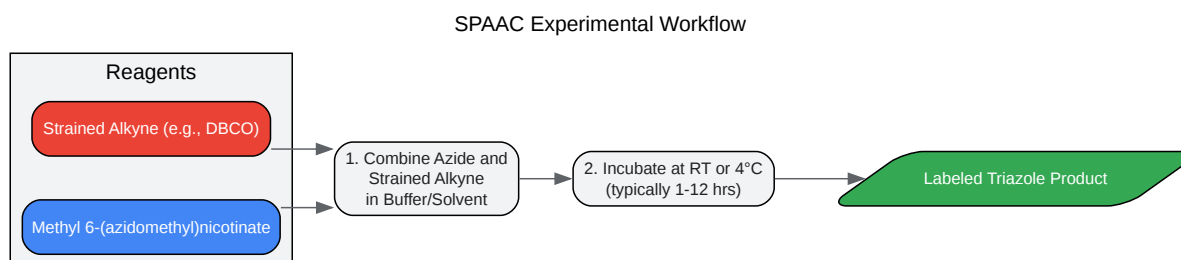 SPAAC Experimental Workflow
Reagents
Strained Alkyne (e.g., DBCO)
Methyl 6-(azidomethyl)nicotinate
1. Combine Azide and
Strained Alkyne
in Buffer/Solvent
2. Incubate at RT or 4°C
(typically 1-12 hrs)
Labeled Triazole Product